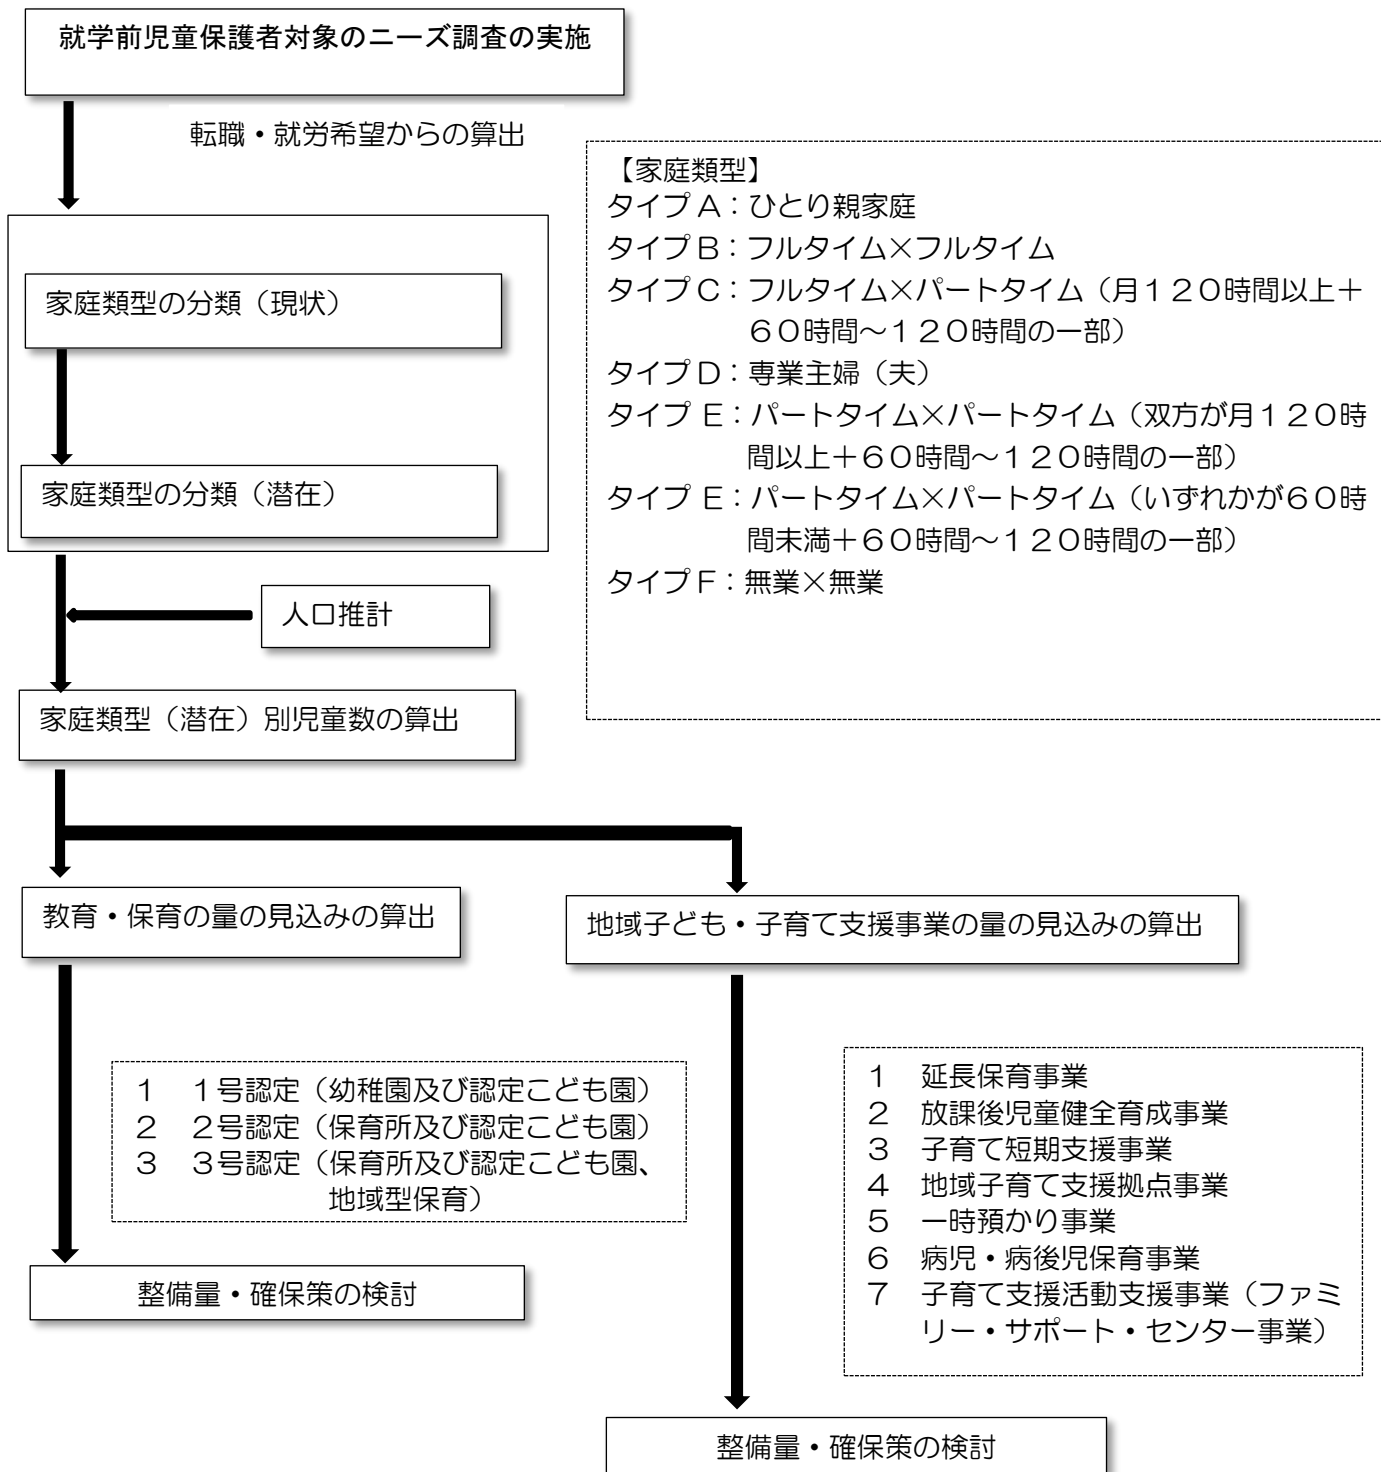 就学前児童保護者対象のニーズ調査の実施
転職・就労希望からの算出
【家庭類型】
タイプA：ひとり親家庭
タイプB：フルタイム×フルタイム
タイプC：フルタイム×パートタイム（月１２０時間以上＋
６０時間～１２０時間の一部）
タイプD：専業主婦（夫）
タイプE：パートタイム×パートタイム（双方が月１２０時
間以上＋６０時間～１２０時間の一部）
タイプE：パートタイム×パートタイム（いずれかが６０時
間未満＋６０時間～１２０時間の一部）
タイプF：無業×無業
家庭類型の分類（現状）
家庭類型の分類（潜在）
人口推計
家庭類型（潜在）別児童数の算出
教育・保育の量の見込みの算出
地域子ども・子育て支援事業の量の見込みの算出
１　１号認定（幼稚園及び認定こども園）
２　２号認定（保育所及び認定こども園）
３　３号認定（保育所及び認定こども園、
地域型保育）
整備量・確保策の検討
１　延長保育事業
２　放課後児童健全育成事業
３　子育て短期支援事業
４　地域子育て支援拠点事業
５　一時預かり事業
６　病児・病後児保育事業
７　子育て支援活動支援事業（ファミ
リー・サポート・センター事業）
整備量・確保策の検討